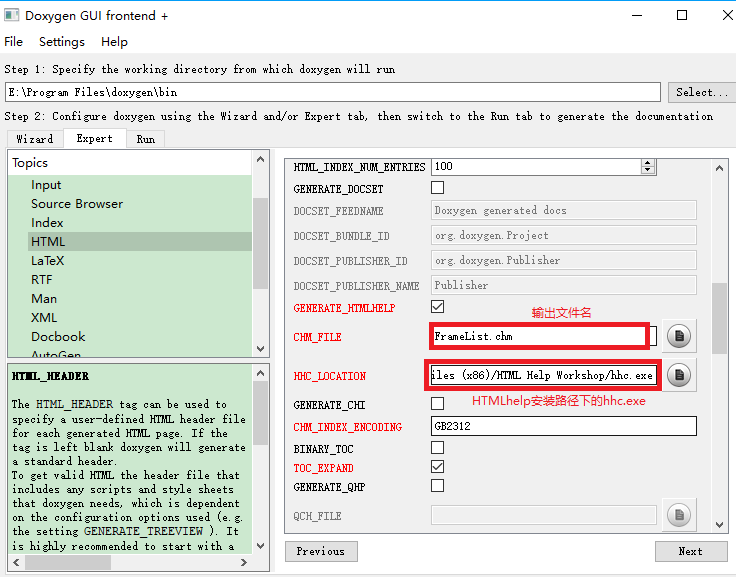 Doxygen GUI frontend +
File Settings Help
Step 1: Specify the working directory from which doxygen will run
E:\Program Files\doxygen\bin
Select...
Step 2: Configure doxygen using the Wizard and/or Expert tab, then switch to the Run tab to generate the documentation
Wizard Expert Run
Topics
Input
Source Browser
Index
HTML
LaTeX
RTF
Man
XML
Docbook
AutoGen
HTML_HEADER
The HTML_HEADER tag can be used to
specify a user-defined HTML header file
for each generated HTML page. If the
tag is left blank doxygen will generate
a standard header.
To get valid HTML the header file that
includes any scripts and style sheets
that doxygen needs, which is dependent
on the configuration options used (e.g.
the setting GENERATE_TREEVIEW ). It
is highly recommended to start with a
HTML_INDEX_NUM_ENTRIES 100
GENERATE_DOCSET
DOCSET_FEEDNAME Doxygen generated docs
DOCSET_BUNDLE_ID org.doxygen.Project
DOCSET_PUBLISHER_ID org.doxygen.Publisher
DOCSET_PUBLISHER_NAME Publisher
GENERATE_HTMLHELP
输出文件名
CHM_FILE FrameList.chm
HHC_LOCATION iles (x86)/HTML Help Workshop/hhc.exe
HTMLhelp安装路径下的hhc.exe
GENERATE_CHI
CHM_INDEX_ENCODING GB2312
BINARY_TOC
TOC_EXPAND
GENERATE_QHP
QCH_FILE
Previous Next